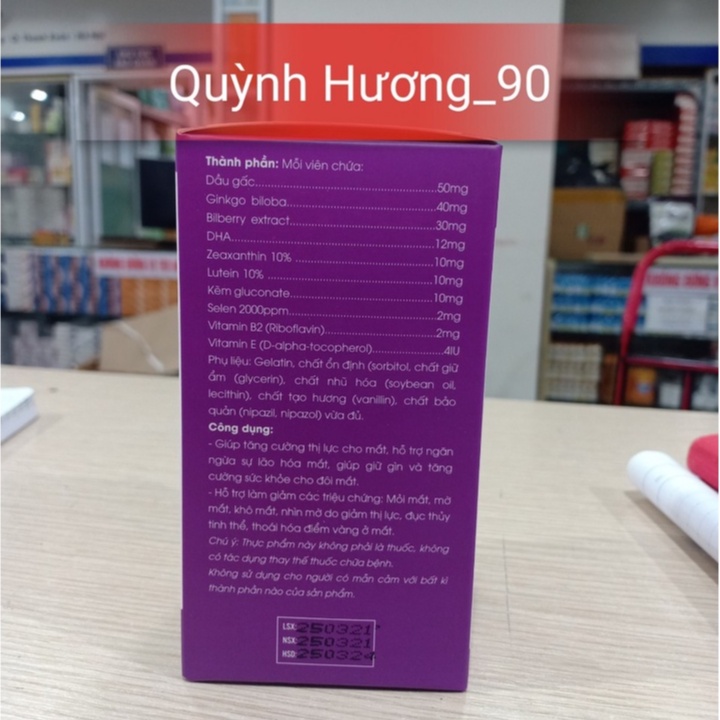 Quỳnh Hương_90
Thành phần: Mỗi viên chứa:
Dầu gấc..........50mg
Ginkgo biloba..........40mg
Bilberry extract..........30mg
DHA..........12mg
Zeaxanthin 10% ..........10mg
Lutein 10% ..........10mg
Kẽm gluconate..........10mg
Selen 2000ppm..........2mg
Vitamin B2 (Riboflavin)..........2mg
Vitamin E (D-alpha-tocopherol)..........4IU
Phụ liệu: Gelatin, chất ổn định (sorbitol, chất giữ
ẩm (glycerin), chất nhũ hóa (soybean oil,
lecithin), chất tạo hương (vanillin), chất bảo
quản (nipazil, nipazol) vừa đủ.
Công dụng:
- Giúp tăng cường thị lực cho mắt, hỗ trợ ngăn
ngừa sự lão hóa mắt, giúp giữ gìn và tăng
cường sức khỏe cho đôi mắt.
- Hỗ trợ làm giảm các triệu chứng: Mỏi mắt, mờ
mắt, khô mắt, nhìn mờ do giảm thị lực, đục thủy
tinh thể, thoái hóa điểm vàng ở mắt.
Chú ý: Thực phẩm này không phải là thuốc, không
có tác dụng thay thế thuốc chữa bệnh.
Không sử dụng cho người có mẫn cảm với bất kì
thành phần nào của sản phẩm.
LSX: 250321
NSX: 250321
HSD: 250324